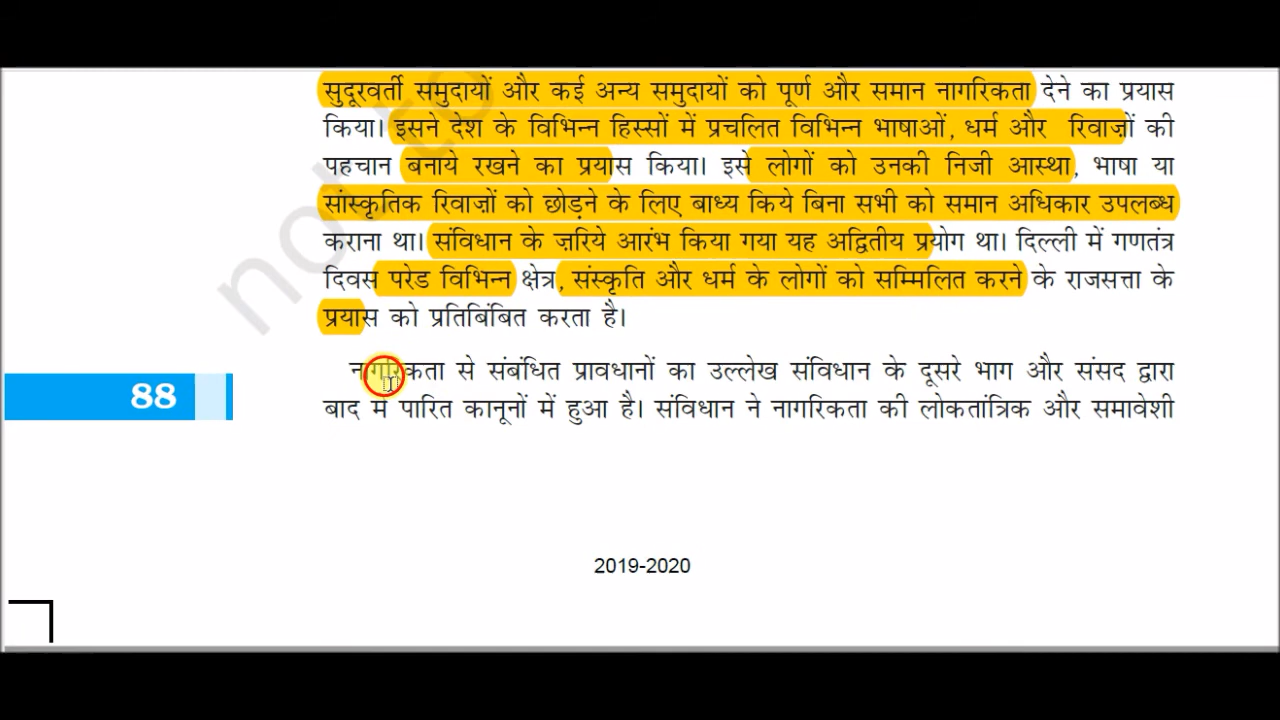 सुदूरवर्ती समुदायों और कई अन्य समुदायों को पूर्ण और समान नागरिकता देने का प्रयास
किया। इसने देश के विभिन्न हिस्सों में प्रचलित विभिन्न भाषाओं, धर्म और रिवाज़ों की
पहचान बनाये रखने का प्रयास किया। इसे लोगों को उनकी निजी आस्था, भाषा या
सांस्कृतिक रिवाज़ों को छोड़ने के लिए बाध्य किये बिना सभी को समान अधिकार उपलब्ध
कराना था। संविधान के ज़रिये आरंभ किया गया यह अद्वितीय प्रयोग था। दिल्ली में गणतंत्र
दिवस परेड विभिन्न क्षेत्र, संस्कृति और धर्म के लोगों को सम्मिलित करने के राजसत्ता के
प्रयास को प्रतिबिंबित करता है।
नागरिकता से संबंधित प्रावधानों का उल्लेख संविधान के दूसरे भाग और संसद द्वारा
बाद में पारित कानूनों में हुआ है। संविधान ने नागरिकता की लोकतांत्रिक और समावेशी
88
2019-2020
not to